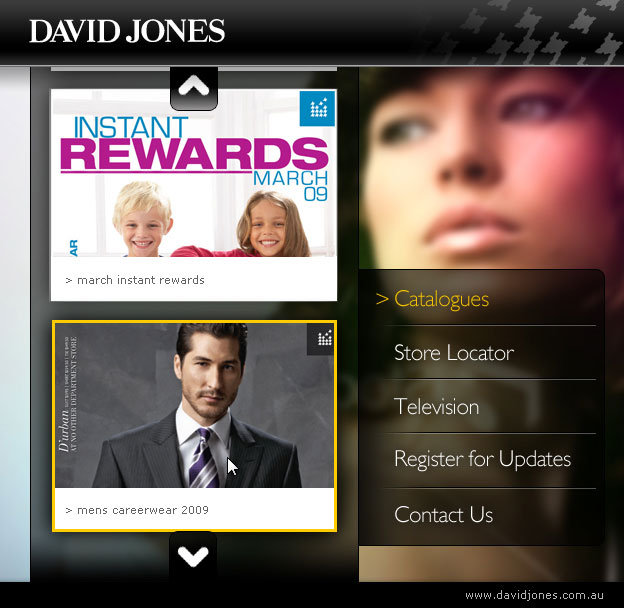 DAVID JONES
INSTANT
REWARDS
MARCH
09
AR
> march instant rewards
D'urban
AT NO OTHER DEPARTMENT STORE
> mens careerwear 2009
> Catalogues
Store Locator
Television
Register for Updates
Contact Us
www.davidjones.com.au